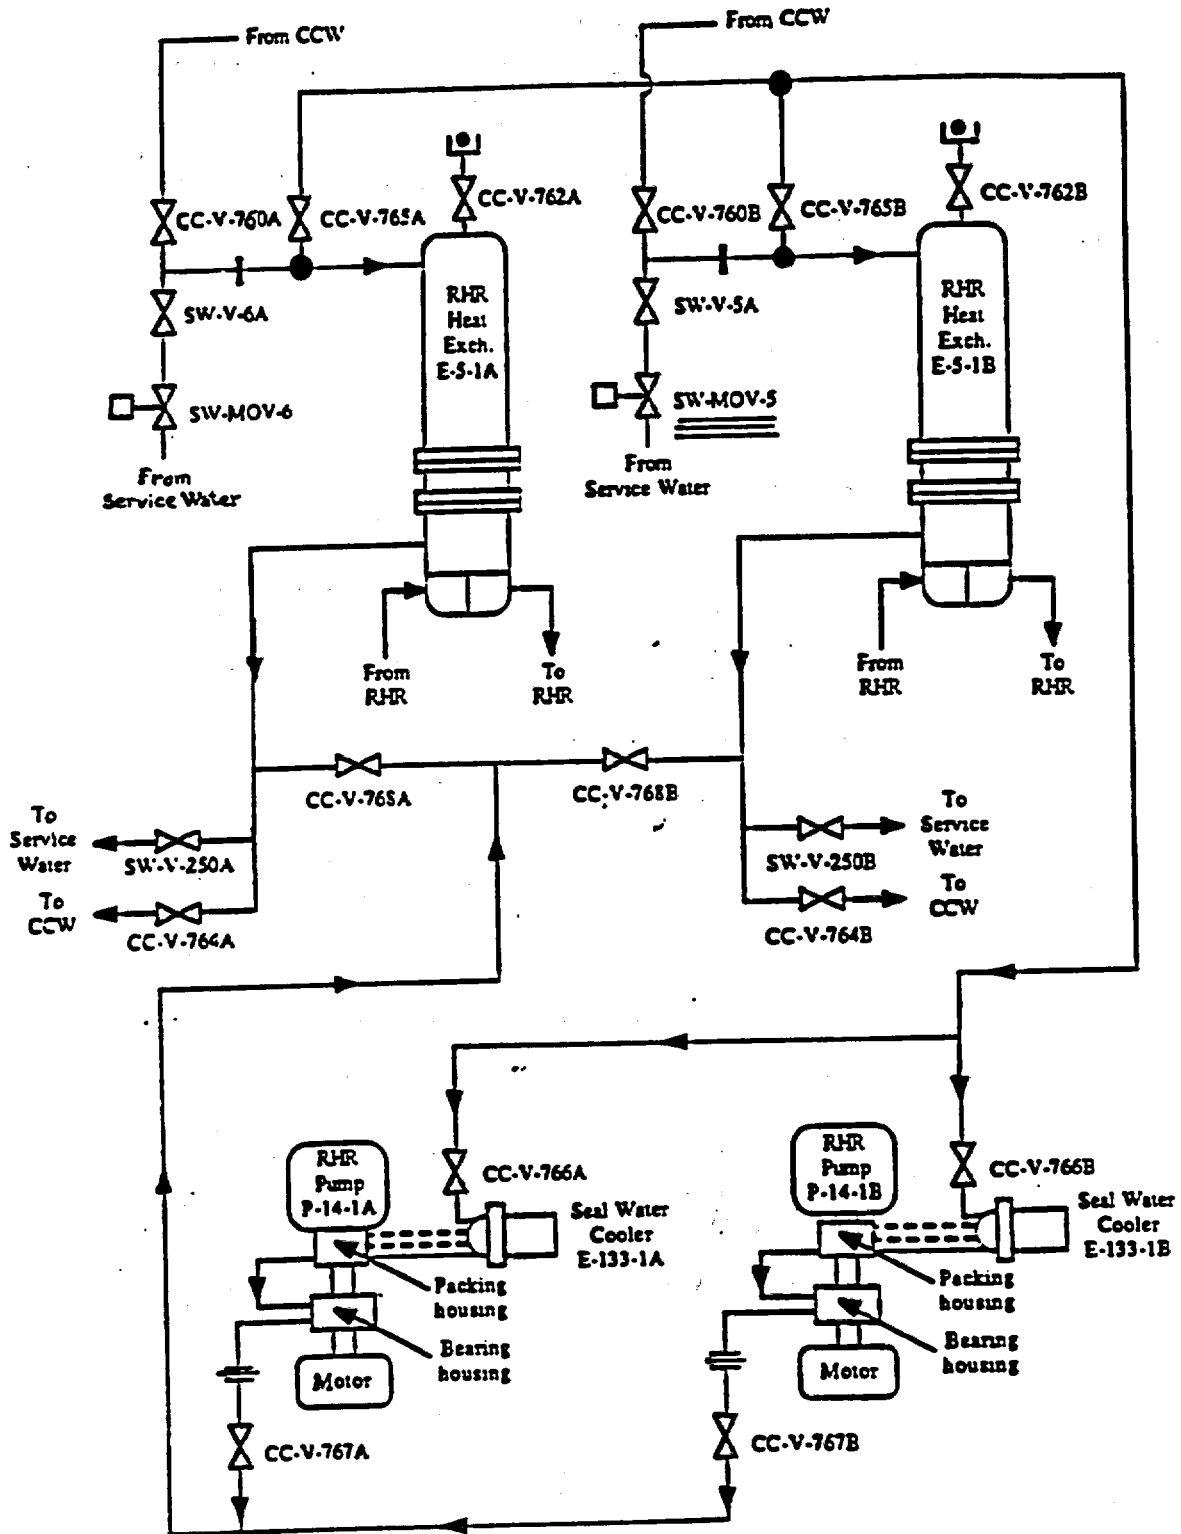 From CCW
From CCW
CC-V-760A
CC-V-765A
CC-V-762A
CC-V-760B
CC-V-765B
CC-V-762B
SW-V-6A
SW-V-5A
RHR
Heat
Exch.
E-5-1A
RHR
Heat
Exch.
E-5-1B
SW-MOV-6
SW-MOV-5
From
Service Water
From
Service Water
From
RHR
To
RHR
From
RHR
To
RHR
CC-V-768A
CC-V-768B
To
Service
Water
SW-V-250A
To
CCW
CC-V-764A
To
Service
Water
SW-V-250B
To
CCW
CC-V-764B
RHR
Pump
P-14-1A
CC-V-766A
Seal Water
Cooler
E-133-1A
Packing
housing
Bearing
housing
Motor
CC-V-767A
RHR
Pump
P-14-1B
CC-V-766B
Seal Water
Cooler
E-133-1B
Packing
housing
Bearing
housing
Motor
CC-V-767B